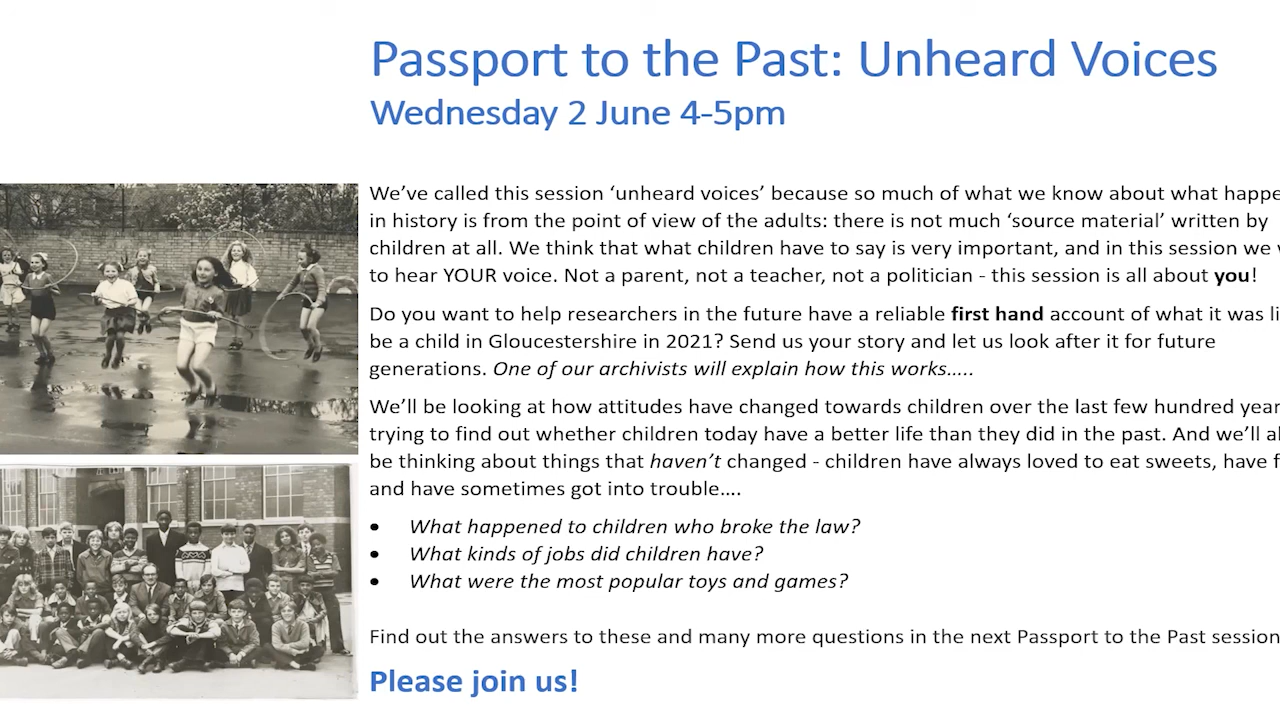 Passport to the Past: Unheard Voices
Wednesday 2 June 4-5pm
We’ve called this session ‘unheard voices’ because so much of what we know about what happe
in history is from the point of view of the adults: there is not much ‘source material’ written by
children at all. We think that what children have to say is very important, and in this session we
to hear YOUR voice. Not a parent, not a teacher, not a politician - this session is all about you!
Do you want to help researchers in the future have a reliable first hand account of what it was li
be a child in Gloucestershire in 2021? Send us your story and let us look after it for future
generations. One of our archivists will explain how this works.....
We’ll be looking at how attitudes have changed towards children over the last few hundred year
trying to find out whether children today have a better life than they did in the past. And we’ll al
be thinking about things that haven’t changed - children have always loved to eat sweets, have f
and have sometimes got into trouble....
• What happened to children who broke the law?
• What kinds of jobs did children have?
• What were the most popular toys and games?
Find out the answers to these and many more questions in the next Passport to the Past session
Please join us!